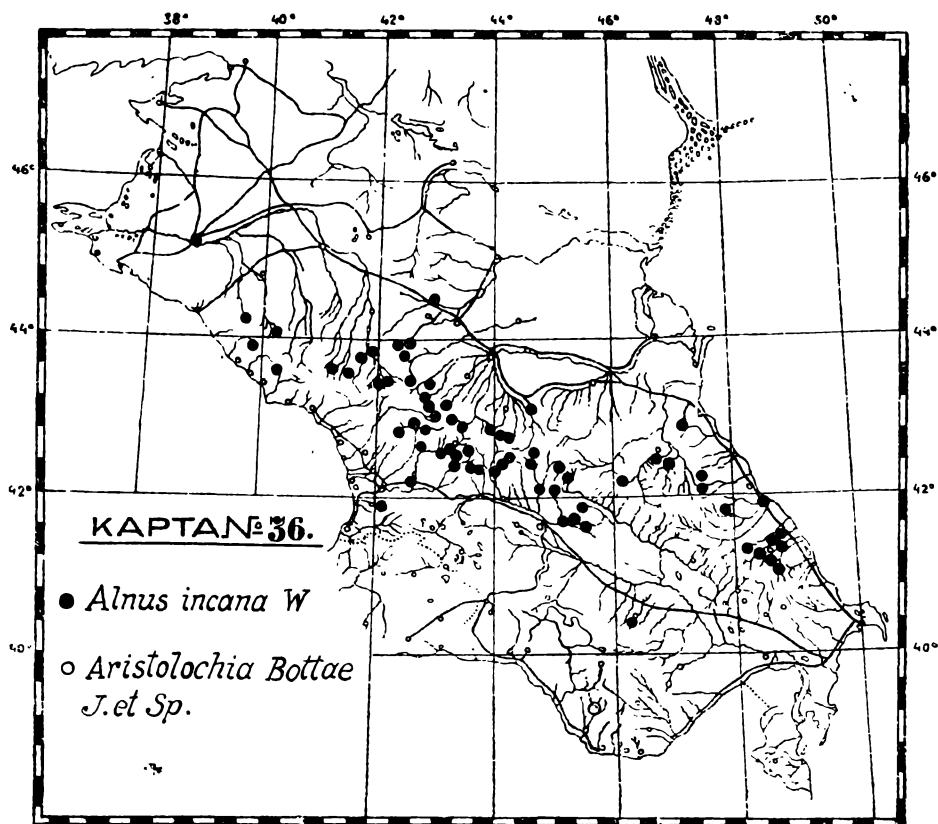 38° 40° 42° 44° 46° 48° 50°
46° 46°
44° 44°
42° 42°
КАРТА № 36.
Alnus incana W
Aristolochia Bottae
J. et Sp.
40° 40°